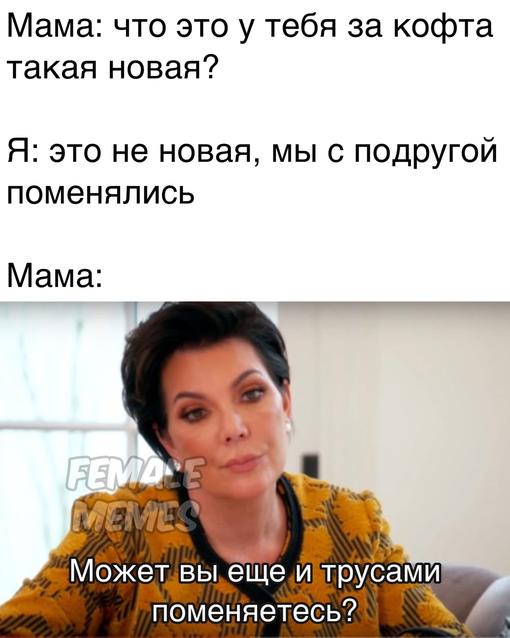 Мама: что это у тебя за кофта
такая новая?
Я: это не новая, мы с подругой
поменялись
Мама:
FEMALE
MEMES
Может вы еще и трусами
поменяетесь?